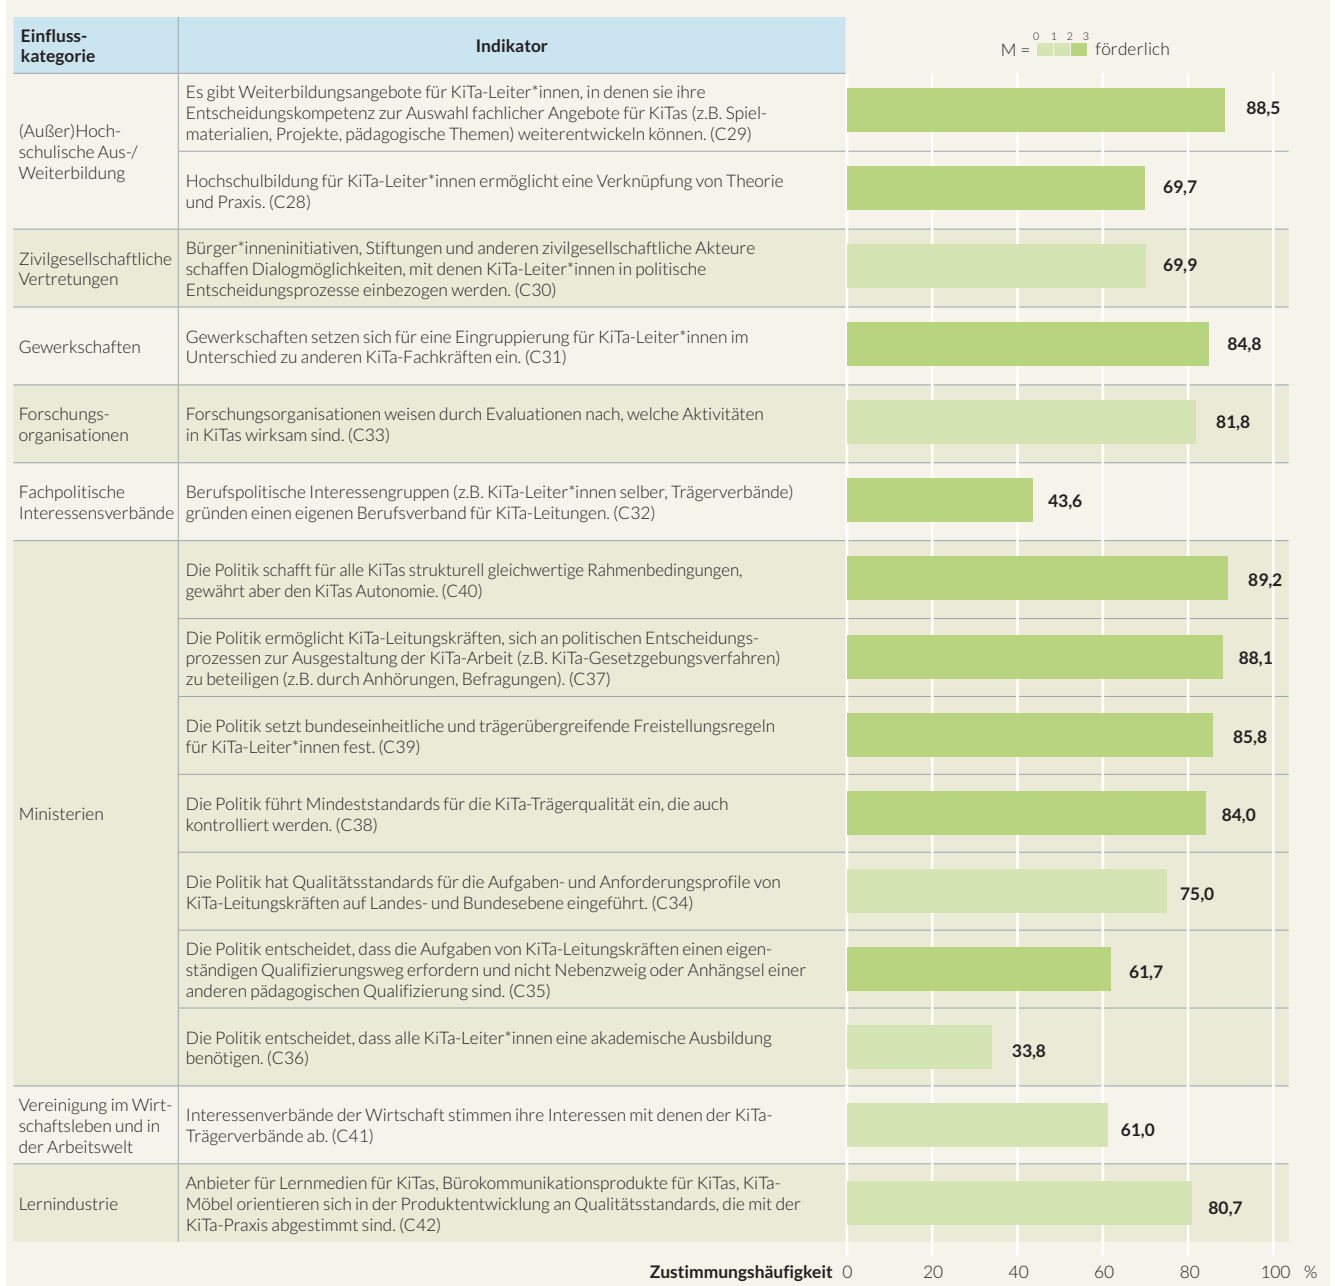 Einfluss-
kategorie
Indikator
0 1 2 3
M = förderlich
(Außer)Hoch-
schulische Aus-/
Weiterbildung
Es gibt Weiterbildungsangebote für KiTa-Leiter*innen, in denen sie ihre
Entscheidungskompetenz zur Auswahl fachlicher Angebote für KiTas (z.B. Spiel-
materialien, Projekte, pädagogische Themen) weiterentwickeln können. (C29)
88,5
Hochschulbildung für KiTa-Leiter*innen ermöglicht eine Verknüpfung von Theorie
und Praxis. (C28)
69,7
Zivilgesellschaftliche
Vertretungen
Bürger*inneninitiativen, Stiftungen und anderen zivilgesellschaftliche Akteure
schaffen Dialogmöglichkeiten, mit denen KiTa-Leiter*innen in politische
Entscheidungsprozesse einbezogen werden. (C30)
69,9
Gewerkschaften
Gewerkschaften setzen sich für eine Eingruppierung für KiTa-Leiter*innen im
Unterschied zu anderen KiTa-Fachkräften ein. (C31)
84,8
Forschungs-
organisationen
Forschungsorganisationen weisen durch Evaluationen nach, welche Aktivitäten
in KiTas wirksam sind. (C33)
81,8
Fachpolitische
Interessensverbände
Berufspolitische Interessengruppen (z.B. KiTa-Leiter*innen selber, Trägerverbände)
gründen einen eigenen Berufsverband für KiTa-Leitungen. (C32)
43,6
Ministerien
Die Politik schafft für alle KiTas strukturell gleichwertige Rahmenbedingungen,
gewährt aber den KiTas Autonomie. (C40)
89,2
Die Politik ermöglicht KiTa-Leitungskräften, sich an politischen Entscheidungs-
prozessen zur Ausgestaltung der KiTa-Arbeit (z.B. KiTa-Gesetzgebungsverfahren)
zu beteiligen (z.B. durch Anhörungen, Befragungen). (C37)
88,1
Die Politik setzt bundeseinheitliche und trägerübergreifende Freistellungsregeln
für KiTa-Leiter*innen fest. (C39)
85,8
Die Politik führt Mindeststandards für die KiTa-Trägerqualität ein, die auch
kontrolliert werden. (C38)
84,0
Die Politik hat Qualitätsstandards für die Aufgaben- und Anforderungsprofile von
KiTa-Leitungskräften auf Landes- und Bundesebene eingeführt. (C34)
75,0
Die Politik entscheidet, dass die Aufgaben von KiTa-Leitungskräften einen eigen-
ständigen Qualifizierungsweg erfordern und nicht Nebenzweig oder Anhängsel einer
anderen pädagogischen Qualifizierung sind. (C35)
61,7
Die Politik entscheidet, dass alle KiTa-Leiter*innen eine akademische Ausbildung
benötigen. (C36)
33,8
Vereinigung im Wirt-
schaftsleben und in
der Arbeitswelt
Interessenverbände der Wirtschaft stimmen ihre Interessen mit denen der KiTa-
Trägerverbände ab. (C41)
61,0
Lernindustrie
Anbieter für Lernmedien für KiTas, Bürokommunikationsprodukte für KiTas, KiTa-
Möbel orientieren sich in der Produktentwicklung an Qualitätsstandards, die mit der
KiTa-Praxis abgestimmt sind. (C42)
80,7
Zustimmungshäufigkeit 0 20 40 60 80 100 %